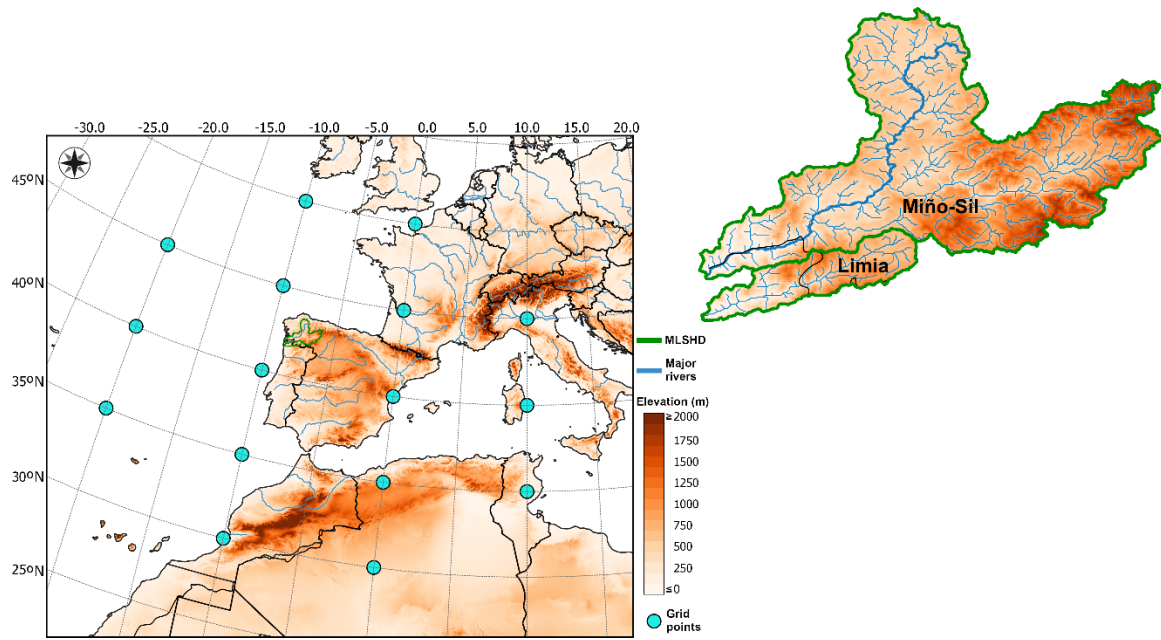 -30.0 -25.0 -20.0 -15.0 -10.0 -5.0 0.0 5.0 10.0 15.0 20.0
45ºN
40ºN
35ºN
30ºN
25ºN
Miño-Sil
Limia
MLSHD
Major
rivers
Elevation (m)
≥2000
1750
1500
1250
1000
750
500
250
≤0
Grid
points